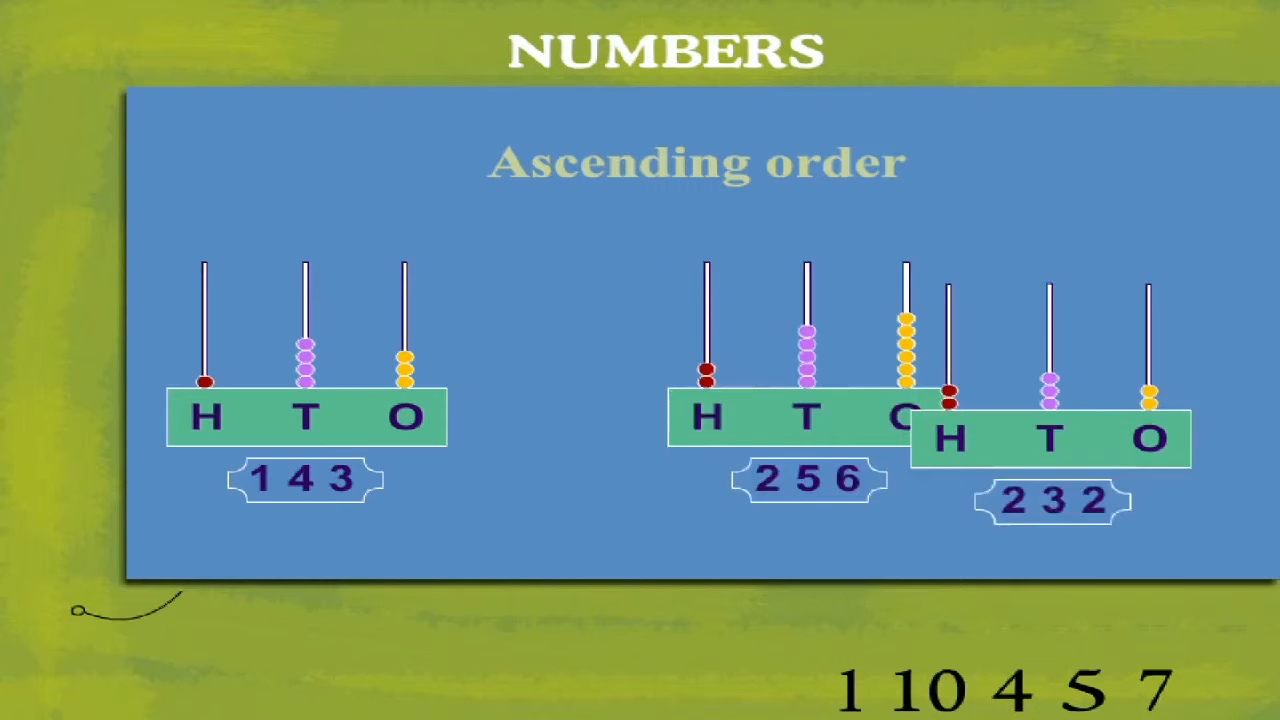 NUMBERS
Ascending order
H T O
H T O
H T O
1 4 3
2 5 6
2 3 2
1 10 4 5 7